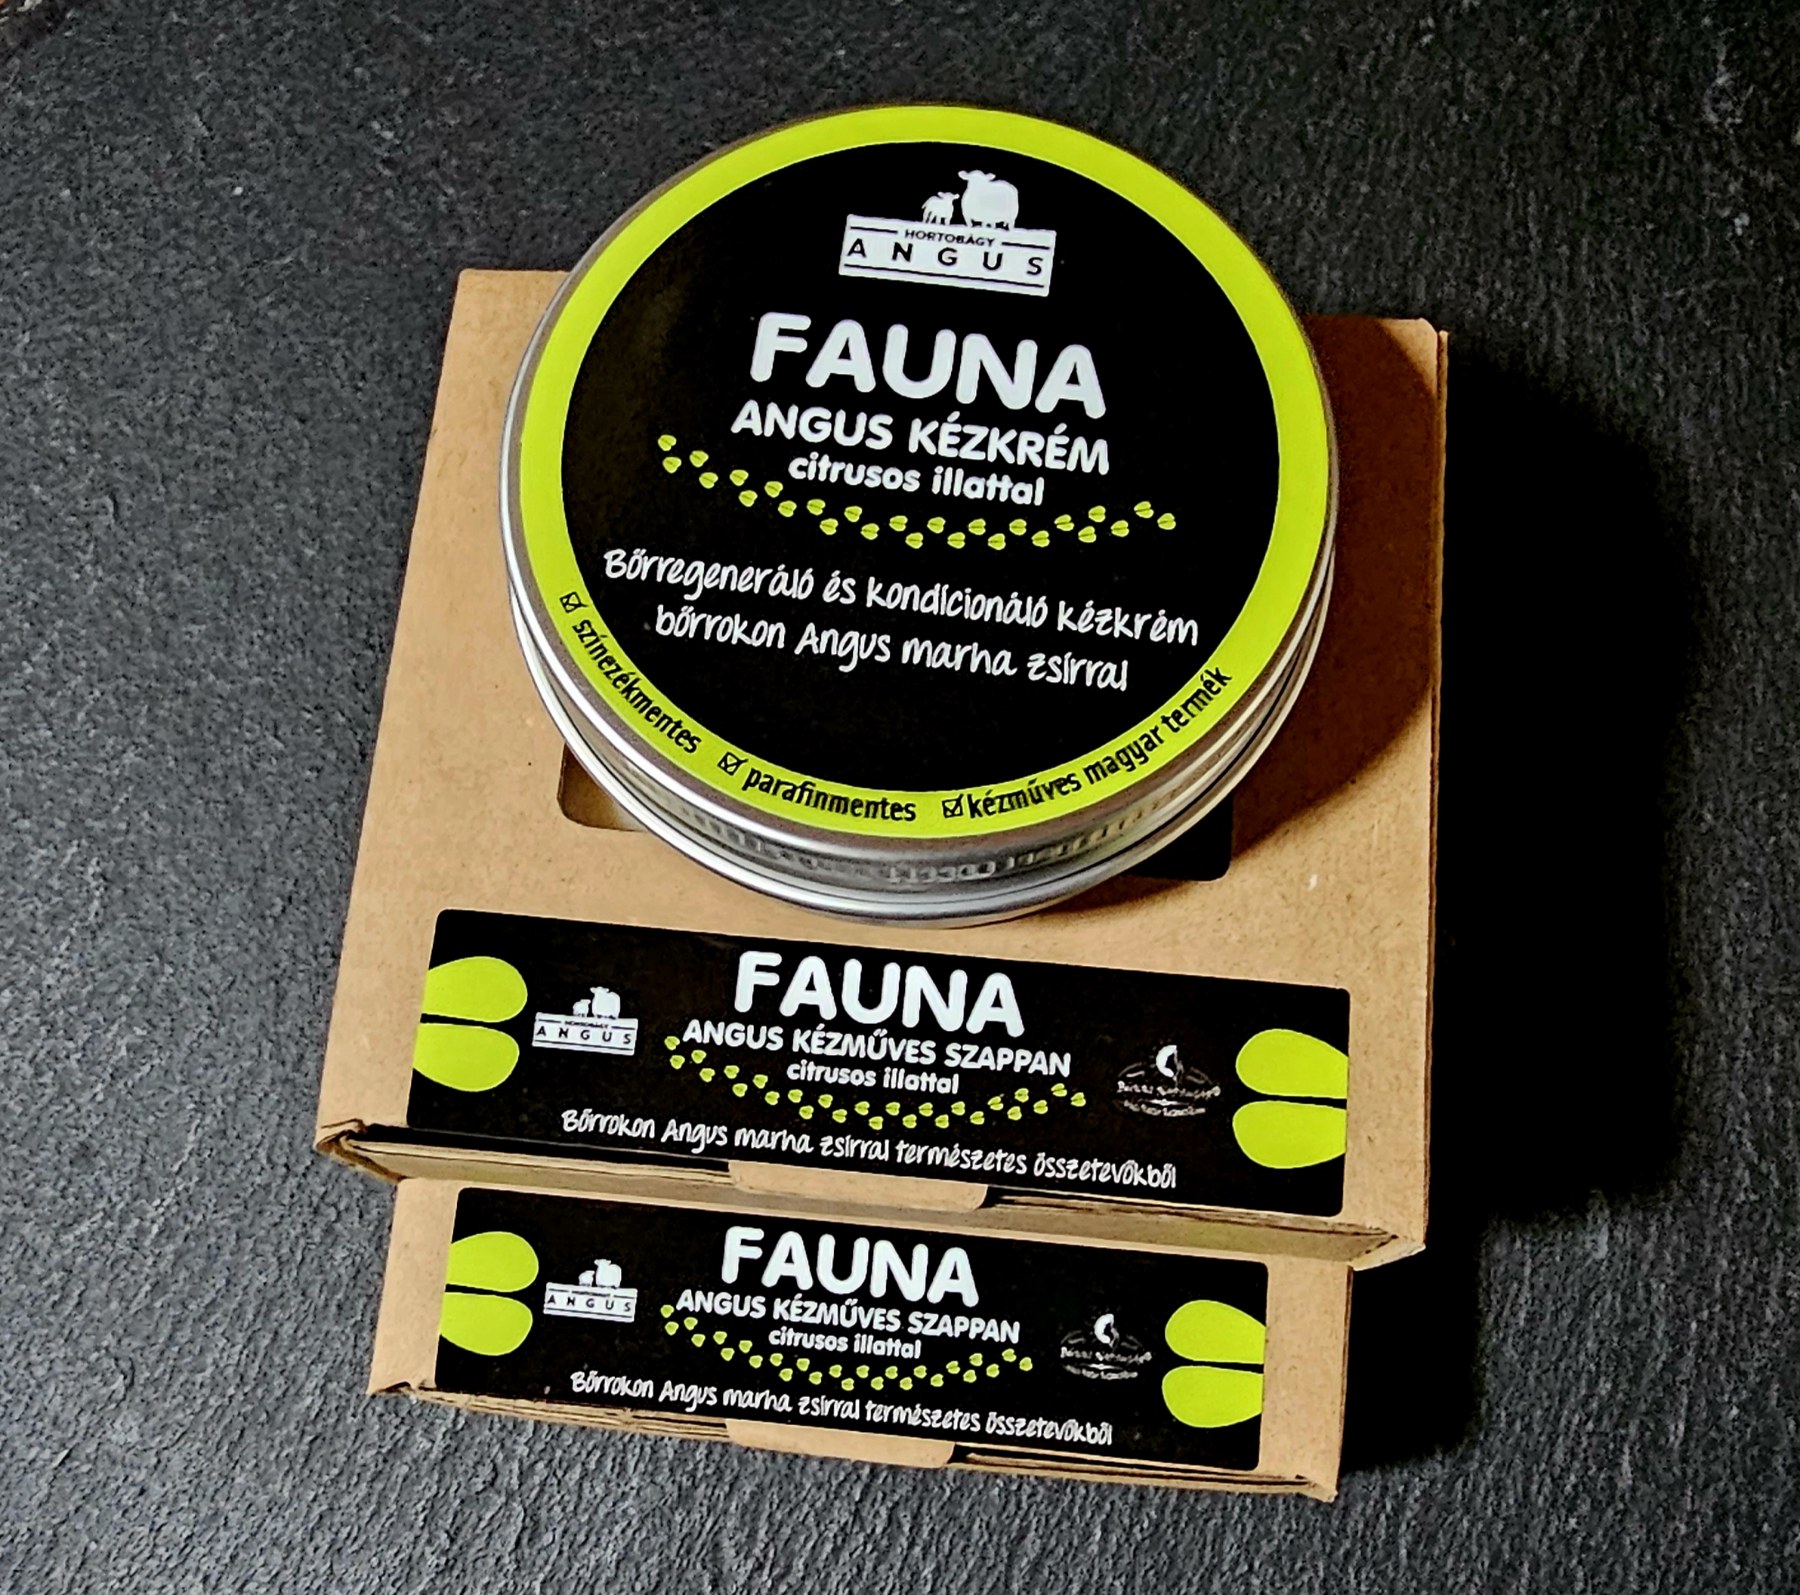 HORTOBÁGY
ANGUS
FAUNA
ANGUS KÉZKRÉM
citrusos illattal
Bőrregeneráló és kondícionáló kézkrém
bőrrokon Angus marha zsírral
színezékmentes
parafinmentes
kézműves magyar termék
HORTOBÁGY
ANGUS
FAUNA
ANGUS KÉZMŰVES SZAPPAN
citrusos illattal
Bőrrokon Angus marha zsírral természetes összetevőkből
ANGUS
FAUNA
ANGUS KÉZMŰVES SZAPPAN
citrusos illattal
Bőrrokon Angus marha zsírral természetes összetevőkből